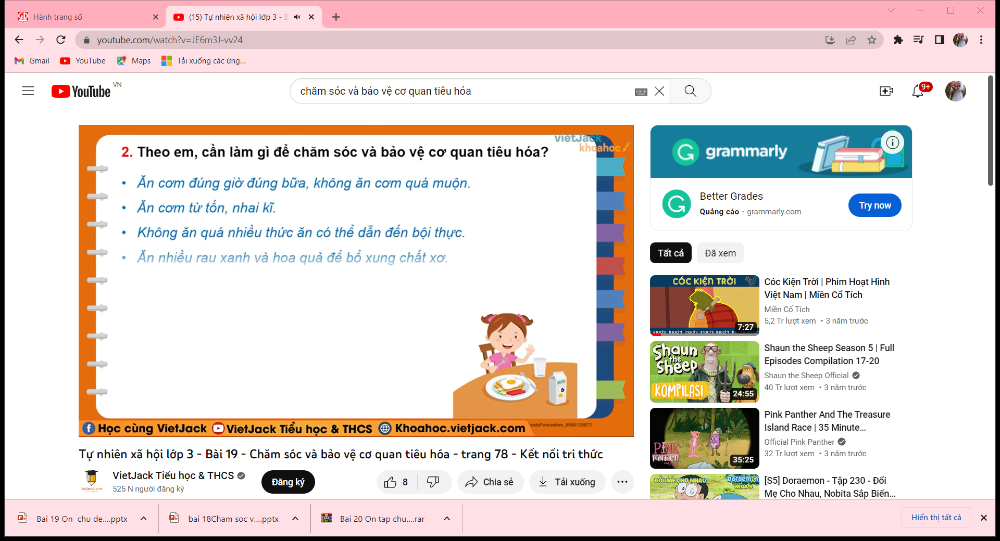 Hành trang số
(15) Tự nhiên xã hội lớp 3 - B
youtube.com/watch?v=JE6m3J-vv24
Gmail
YouTube
Maps
Tải xuống các ứng...
YouTube VN
chăm sóc và bảo vệ cơ quan tiêu hóa
9+
vietJack
khoahoc
2. Theo em, cần làm gì để chăm sóc và bảo vệ cơ quan tiêu hóa?
• Ăn cơm đúng giờ đúng bữa, không ăn cơm quá muộn.
• Ăn cơm từ tốn, nhai kĩ.
• Không ăn quá nhiều thức ăn có thể dẫn đến bội thực.
• Ăn nhiều rau xanh và hoa quả để bổ xung chất xơ.
Milk
Học cùng VietJack
VietJack Tiểu học & THCS
Khoahoc.vietjack.com
Tự nhiên xã hội lớp 3 - Bài 19 - Chăm sóc và bảo vệ cơ quan tiêu hóa - trang 78 - Kết nối tri thức
VietJack Tiểu học & THCS
525 N người đăng ký
Đăng ký
8
Chia sẻ
Tải xuống
grammarly
Better Grades
Quảng cáo · grammarly.com
Try now
Tất cả
Đã xem
CÓC KIỆN TRỜI
inochi inochi inochi inochi inochi
7:27
Cóc Kiện Trời | Phim Hoạt Hình
Việt Nam | Miền Cổ Tích
Miền Cổ Tích
5,2 Tr lượt xem • 3 năm trước
Shaun
the
Sheep
KOMPILASI
24:55
Shaun the Sheep Season 5 | Full
Episodes Compilation 17-20
Shaun the Sheep Official
40 Tr lượt xem • 3 năm trước
PINK
PANTHER
35:25
Pink Panther And The Treasure
Island Race | 35 Minute...
Official Pink Panther
32 Tr lượt xem • 3 năm trước
ĐỔI MẸ CHO NHAU
Doraemon
MÙA 5
[S5] Doraemon - Tập 230 - Đổi
Mẹ Cho Nhau, Nobita Sắp Biến...
Bai 19 On chu de....pptx
bai 18Cham soc v....pptx
Bai 20 On tap chu....rar
Hiển thị tất cả